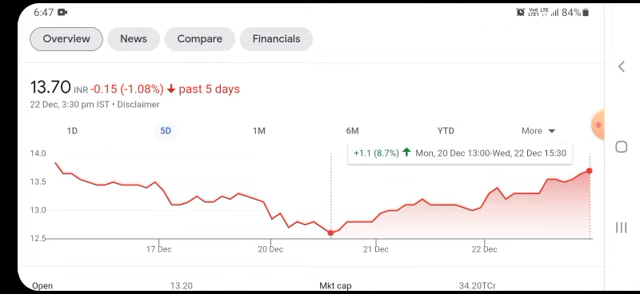 6:47
84%
Overview News Compare Financials
13.70 INR -0.15 (-1.08%) ↓ past 5 days
22 Dec, 3:30 pm IST • Disclaimer
1D 5D 1M 6M YTD More
+1.1 (8.7%) ↑ Mon, 20 Dec 13:00-Wed, 22 Dec 15:30
14.0
13.5
13.0
12.5
17 Dec 20 Dec 21 Dec 22 Dec
Open 13.20 Mkt cap 34.20TCr